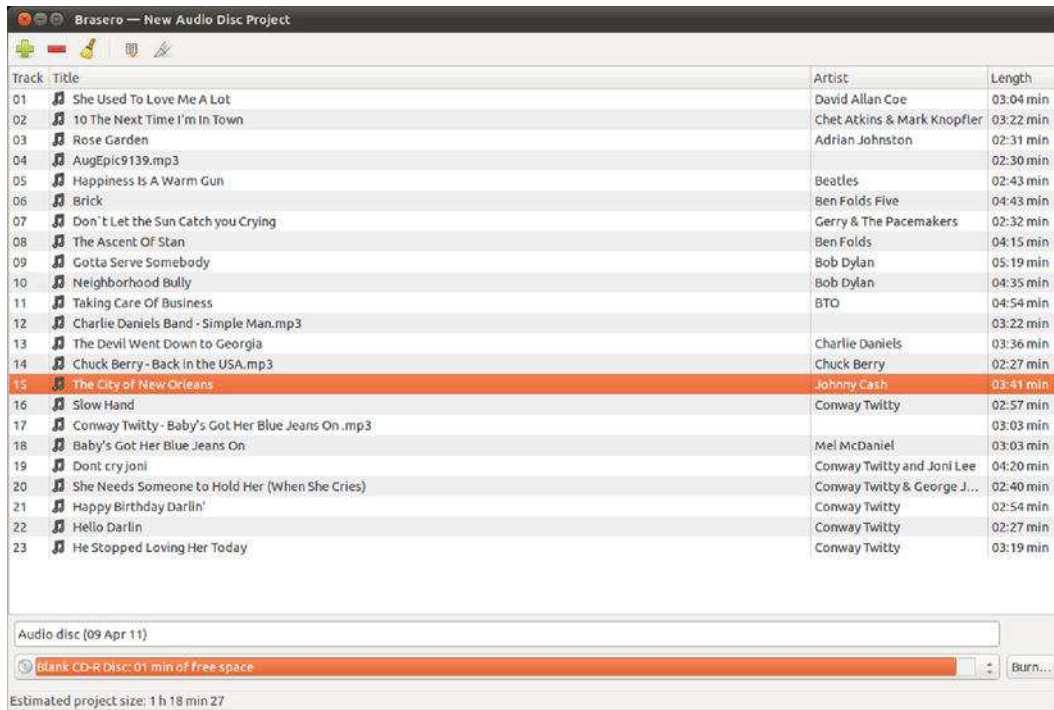 Brasero — New Audio Disc Project
Track Title Artist Length
01 She Used To Love Me A Lot David Allan Coe 03:04 min
02 10 The Next Time I'm In Town Chet Atkins & Mark Knopfler 03:22 min
03 Rose Garden Adrian Johnston 02:31 min
04 AugEpic9139.mp3 02:30 min
05 Happiness Is A Warm Gun Beatles 02:43 min
06 Brick Ben Folds Five 04:43 min
07 Don`t Let the Sun Catch you Crying Gerry & The Pacemakers 02:32 min
08 The Ascent Of Stan Ben Folds 04:15 min
09 Gotta Serve Somebody Bob Dylan 05:19 min
10 Neighborhood Bully Bob Dylan 04:35 min
11 Taking Care Of Business BTO 04:54 min
12 Charlie Daniels Band - Simple Man.mp3 03:22 min
13 The Devil Went Down to Georgia Charlie Daniels 03:36 min
14 Chuck Berry - Back in the USA.mp3 Chuck Berry 02:27 min
15 The City of New Orleans Johnny Cash 03:41 min
16 Slow Hand Conway Twitty 02:57 min
17 Conway Twitty - Baby's Got Her Blue Jeans On .mp3 03:03 min
18 Baby's Got Her Blue Jeans On Mel McDaniel 03:03 min
19 Dont cry joni Conway Twitty and Joni Lee 04:20 min
20 She Needs Someone to Hold Her (When She Cries) Conway Twitty & George J... 02:40 min
21 Happy Birthday Darlin' Conway Twitty 02:54 min
22 Hello Darlin Conway Twitty 02:27 min
23 He Stopped Loving Her Today Conway Twitty 03:19 min
Audio disc (09 Apr 11)
Blank CD-R Disc: 01 min of free space Burn...
Estimated project size: 1 h 18 min 27